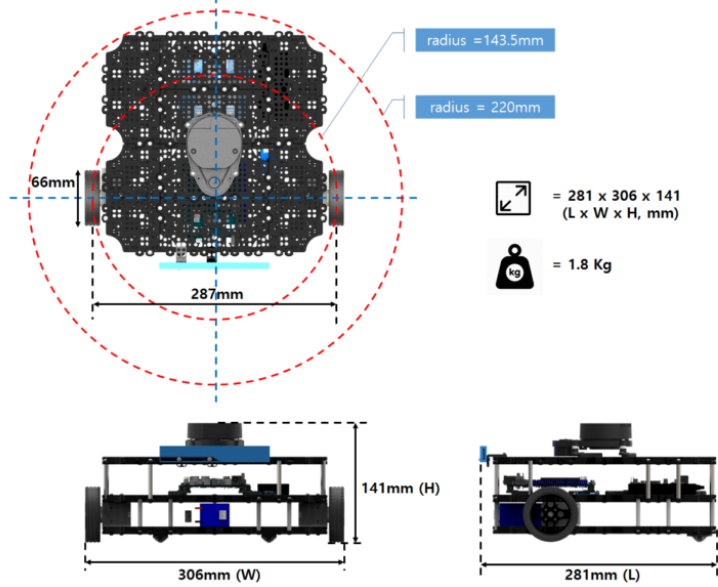 radius =143.5mm
radius = 220mm
66mm
= 281 x 306 x 141
(L x W x H, mm)
kg
= 1.8 Kg
287mm
141mm (H)
306mm (W)
281mm (L)